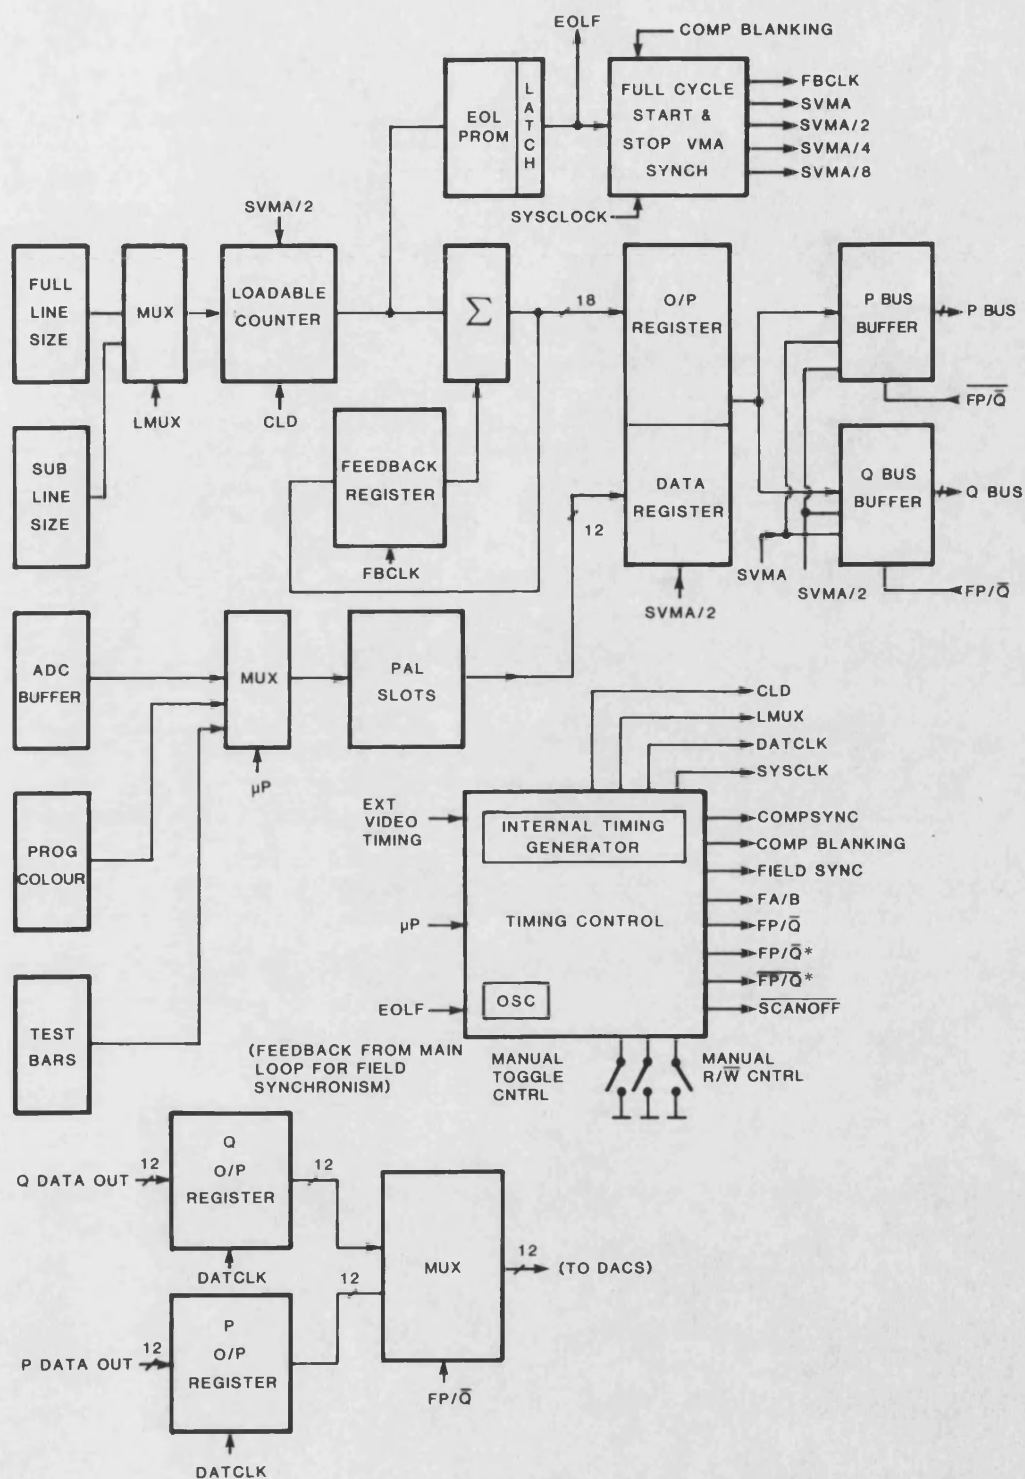 EOLF
COMP BLANKING
EOL
PROM
LATCH
FULL CYCLE
START &
STOP VMA
SYNCH
FBCLK
SVMA
SVMA/2
SVMA/4
SVMA/8
SYSCLOCK
SVMA/2
FULL
LINE
SIZE
MUX
LOADABLE
COUNTER
Σ
18
O/P
REGISTER
P BUS
BUFFER
P BUS
LMUX
CLD
F̅P̅/̅Q̅
SUB
LINE
SIZE
FEEDBACK
REGISTER
FBCLK
DATA
REGISTER
12
Q BUS
BUFFER
Q BUS
SVMA
SVMA/2
FP/Q̅
SVMA/2
ADC
BUFFER
MUX
PAL
SLOTS
µP
CLD
LMUX
DATCLK
SYSCLK
PROG
COLOUR
EXT
VIDEO
TIMING
INTERNAL TIMING
GENERATOR
COMPSYNC
COMP BLANKING
FIELD SYNC
FA/B
µP
TIMING CONTROL
FP/Q̅
FP/Q̅*
F̅P̅/̅Q̅*
S̅C̅A̅N̅O̅F̅F̅
EOLF
OSC
TEST
BARS
(FEEDBACK FROM MAIN
LOOP FOR FIELD
SYNCHRONISM)
MANUAL
TOGGLE
CNTRL
MANUAL
R/W̅ CNTRL
Q DATA OUT
12
Q
O/P
REGISTER
12
DATCLK
MUX
12
(TO DACS)
12
P DATA OUT
12
P
O/P
REGISTER
FP/Q̅
DATCLK